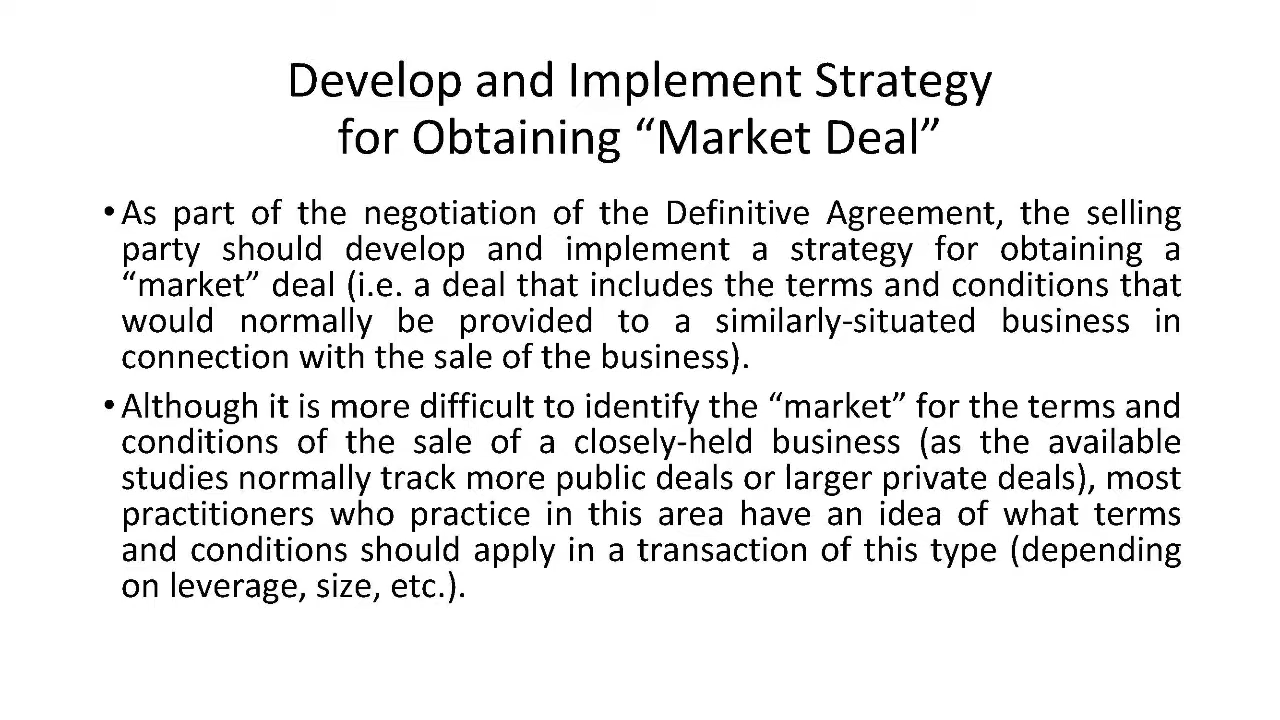 Develop and Implement Strategy
for Obtaining “Market Deal”
•As part of the negotiation of the Definitive Agreement, the selling
party should develop and implement a strategy for obtaining a
“market” deal (i.e. a deal that includes the terms and conditions that
would normally be provided to a similarly-situated business in
connection with the sale of the business).
•Although it is more difficult to identify the “market” for the terms and
conditions of the sale of a closely-held business (as the available
studies normally track more public deals or larger private deals), most
practitioners who practice in this area have an idea of what terms
and conditions should apply in a transaction of this type (depending
on leverage, size, etc.).